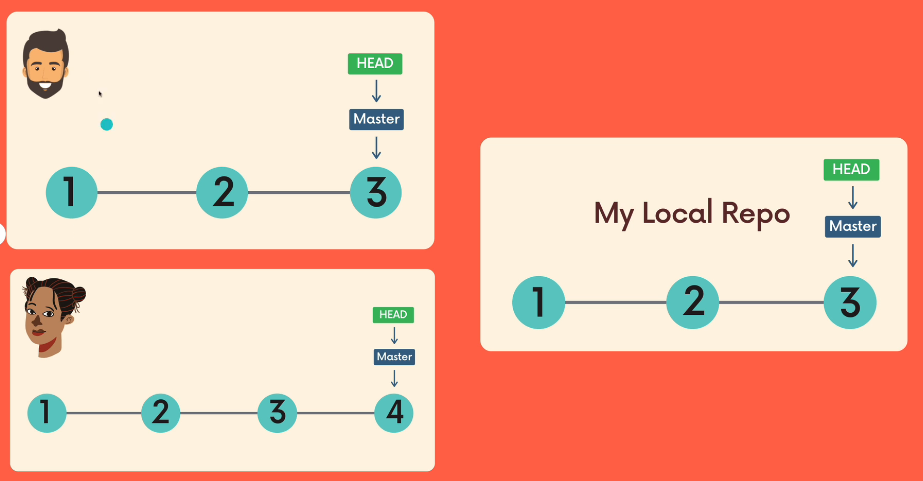 HEAD
Master
1 2 3
HEAD
Master
1 2 3 4
HEAD
My Local Repo
Master
1 2 3